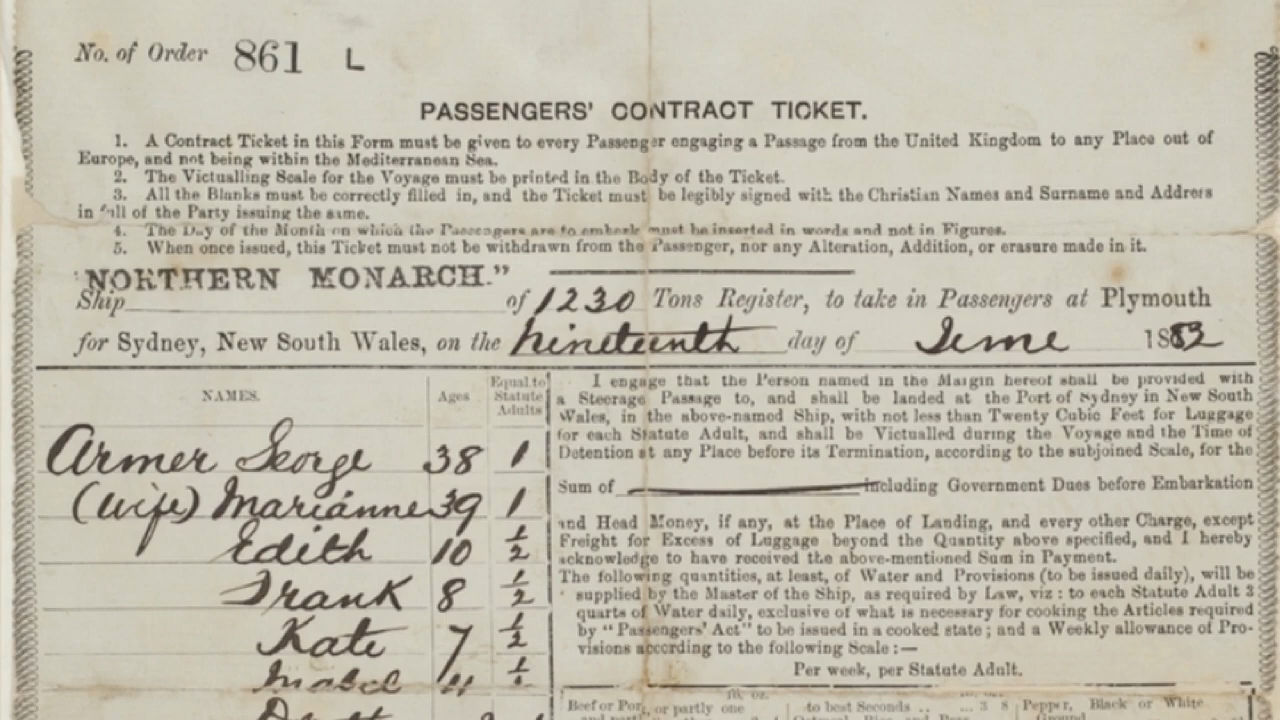 No. of Order 861 L
PASSENGERS' CONTRACT TICKET.
1. A Contract Ticket in this Form must be given to every Passenger engaging a Passage from the United Kingdom to any Place out of
Europe, and not being within the Mediterranean Sea.
2. The Victualling Scale for the Voyage must be printed in the Body of the Ticket.
3. All the Blanks must be correctly filled in, and the Ticket must be legibly signed with the Christian Names and Surname and Address
in full of the Party issuing the same.
4. The Day of the Month on which the Passengers are to embark must be inserted in words and not in Figures.
5. When once issued, this Ticket must not be withdrawn from the Passenger, nor any Alteration, Addition, or erasure made in it.
"NORTHERN MONARCH."
Ship of 1230 Tons Register, to take in Passengers at Plymouth
for Sydney, New South Wales, on the nineteenth day of June 1882
NAMES. Ages Equal to Statute Adults
Armer George 38 1
(wife) Marianne 39 1
Edith 10 1/2
Frank 8 1/2
Kate 7 1/2
Mabel
I engage that the Person named in the Margin hereof shall be provided with
a Steerage Passage to, and shall be landed at the Port of Sydney in New South
Wales, in the above-named Ship, with not less than Twenty Cubic Feet for Luggage
for each Statute Adult, and shall be Victualled during the Voyage and the Time of
Detention at any Place before its Termination, according to the subjoined Scale, for the
Sum of including Government Dues before Embarkation
and Head Money, if any, at the Place of Landing, and every other Charge, except
Freight for Excess of Luggage beyond the Quantity above specified, and I hereby
acknowledge to have received the above-mentioned Sum in Payment.
The following quantities, at least, of Water and Provisions (to be issued daily), will be
supplied by the Master of the Ship, as required by Law, viz : to each Statute Adult 3
quarts of Water daily, exclusive of what is necessary for cooking the Articles required
by "Passengers' Act" to be issued in a cooked state ; and a Weekly allowance of Pro-
visions according to the following Scale :—
Per week, per Statute Adult.
lb. oz.
Beef or Pork, or partly one to best Seconds .. ... 3 8 Pepper, Black or White